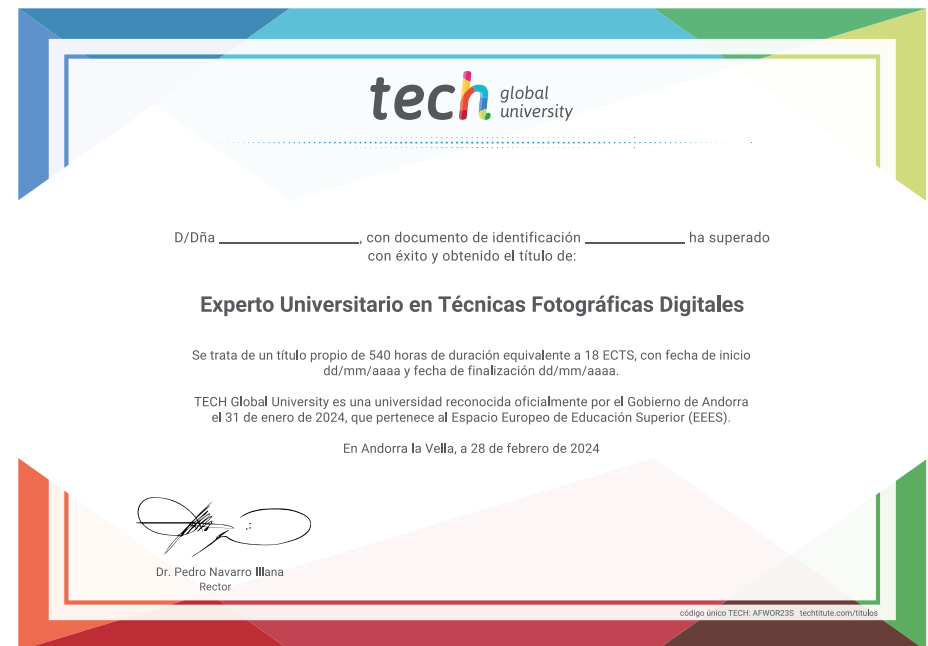 tech global
university
D/Dña ____________________, con documento de identificación ______________ ha superado
con éxito y obtenido el título de:
Experto Universitario en Técnicas Fotográficas Digitales
Se trata de un título propio de 540 horas de duración equivalente a 18 ECTS, con fecha de inicio
dd/mm/aaaa y fecha de finalización dd/mm/aaaa.
TECH Global University es una universidad reconocida oficialmente por el Gobierno de Andorra
el 31 de enero de 2024, que pertenece al Espacio Europeo de Educación Superior (EEES).
En Andorra la Vella, a 28 de febrero de 2024
Dr. Pedro Navarro Illana
Rector
código único TECH: AFWOR23S techtitute.com/titulos